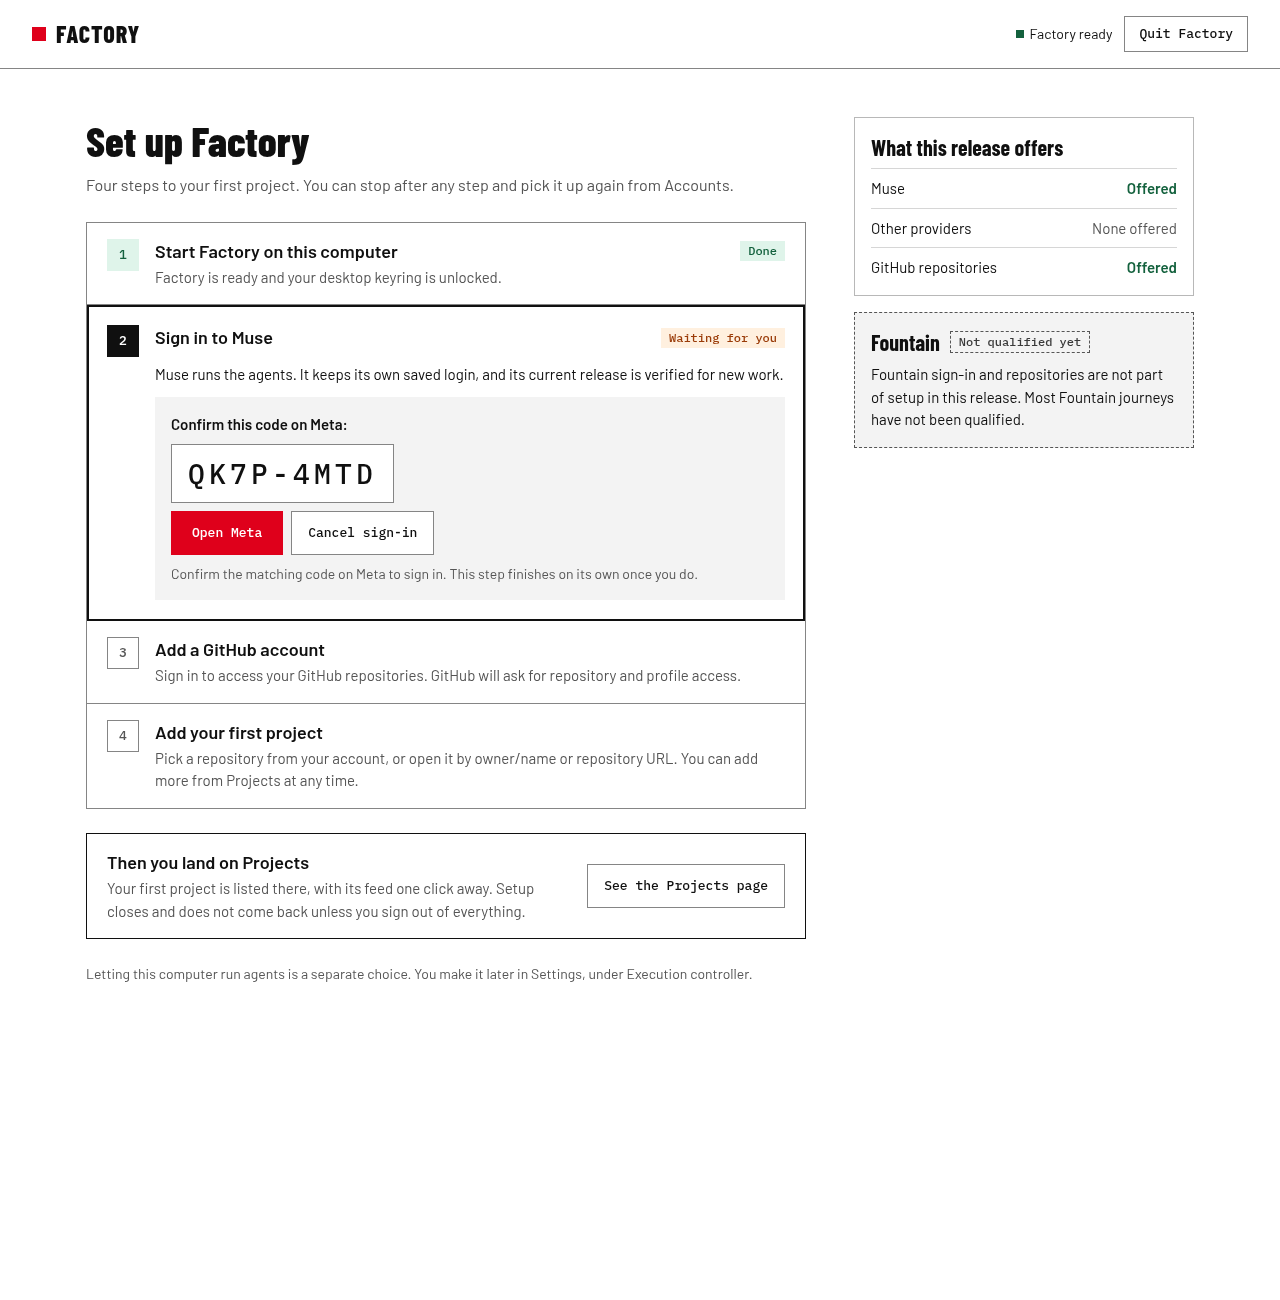 FACTORY
Factory ready
Quit Factory
Set up Factory
Four steps to your first project. You can stop after any step and pick it up again from Accounts.
1
Start Factory on this computer
Done
Factory is ready and your desktop keyring is unlocked.
2
Sign in to Muse
Waiting for you
Muse runs the agents. It keeps its own saved login, and its current release is verified for new work.
Confirm this code on Meta:
QK7P-4MTD
Open Meta
Cancel sign-in
Confirm the matching code on Meta to sign in. This step finishes on its own once you do.
3
Add a GitHub account
Sign in to access your GitHub repositories. GitHub will ask for repository and profile access.
4
Add your first project
Pick a repository from your account, or open it by owner/name or repository URL. You can add
more from Projects at any time.
Then you land on Projects
Your first project is listed there, with its feed one click away. Setup
closes and does not come back unless you sign out of everything.
See the Projects page
Letting this computer run agents is a separate choice. You make it later in Settings, under Execution controller.
What this release offers
Muse
Offered
Other providers
None offered
GitHub repositories
Offered
Fountain
Not qualified yet
Fountain sign-in and repositories are not part
of setup in this release. Most Fountain journeys
have not been qualified.